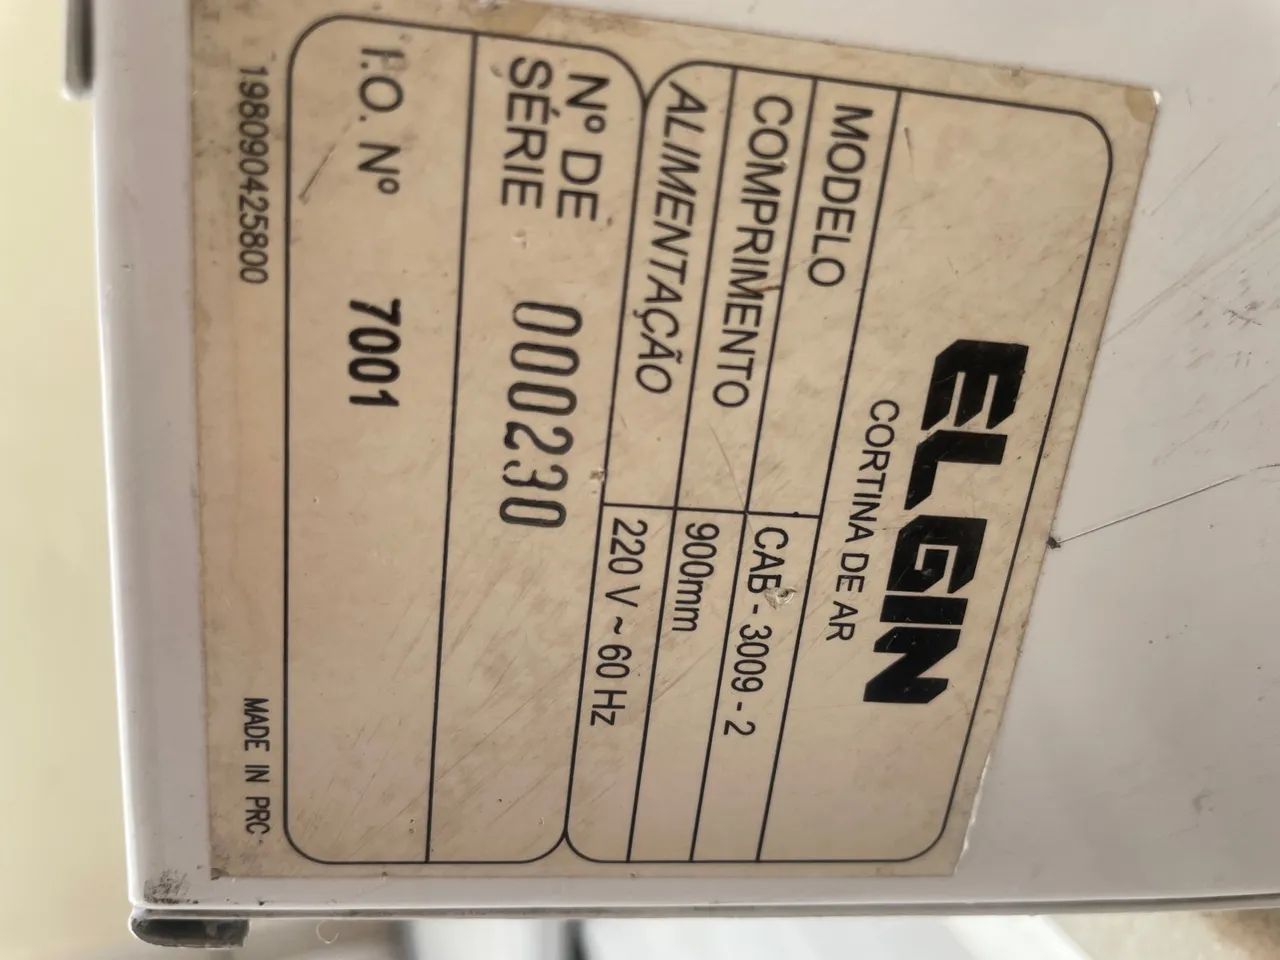 ELGIN
CORTINA DE AR
MODELO CAB - 3009 - 2
COMPRIMENTO 900mm
ALIMENTAÇÃO 220 V ~ 60 Hz
Nº DE
SÉRIE 000230
P.O. Nº 7001
198090425800 MADE IN PRC